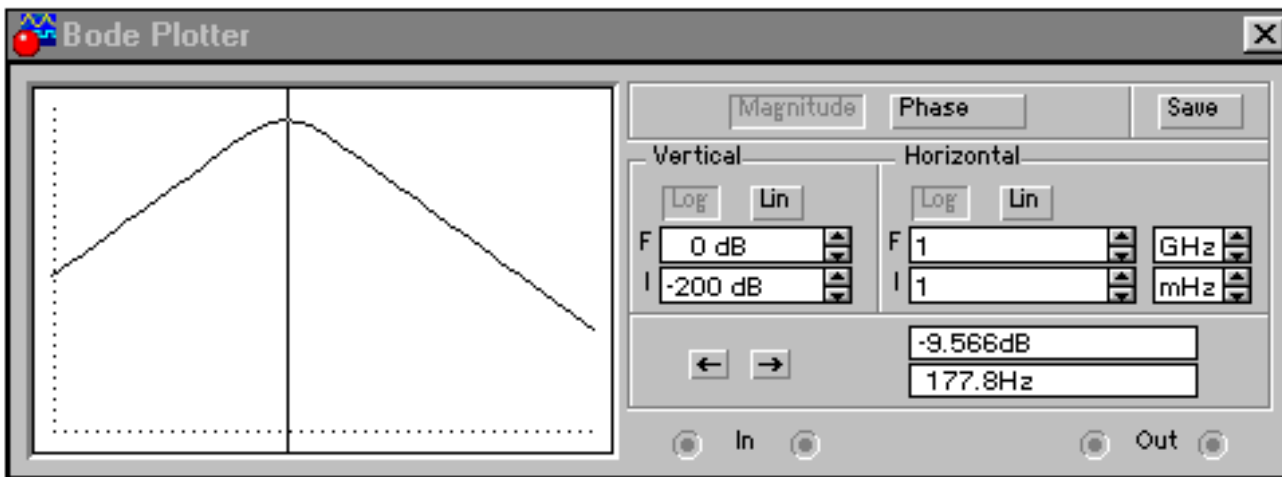 Bode Plotter
Magnitude Phase Save
Vertical Horizontal
Log Lin Log Lin
F 0 dB F 1 GHz
I -200 dB I 1 mHz
← → -9.566dB
177.8Hz
In Out